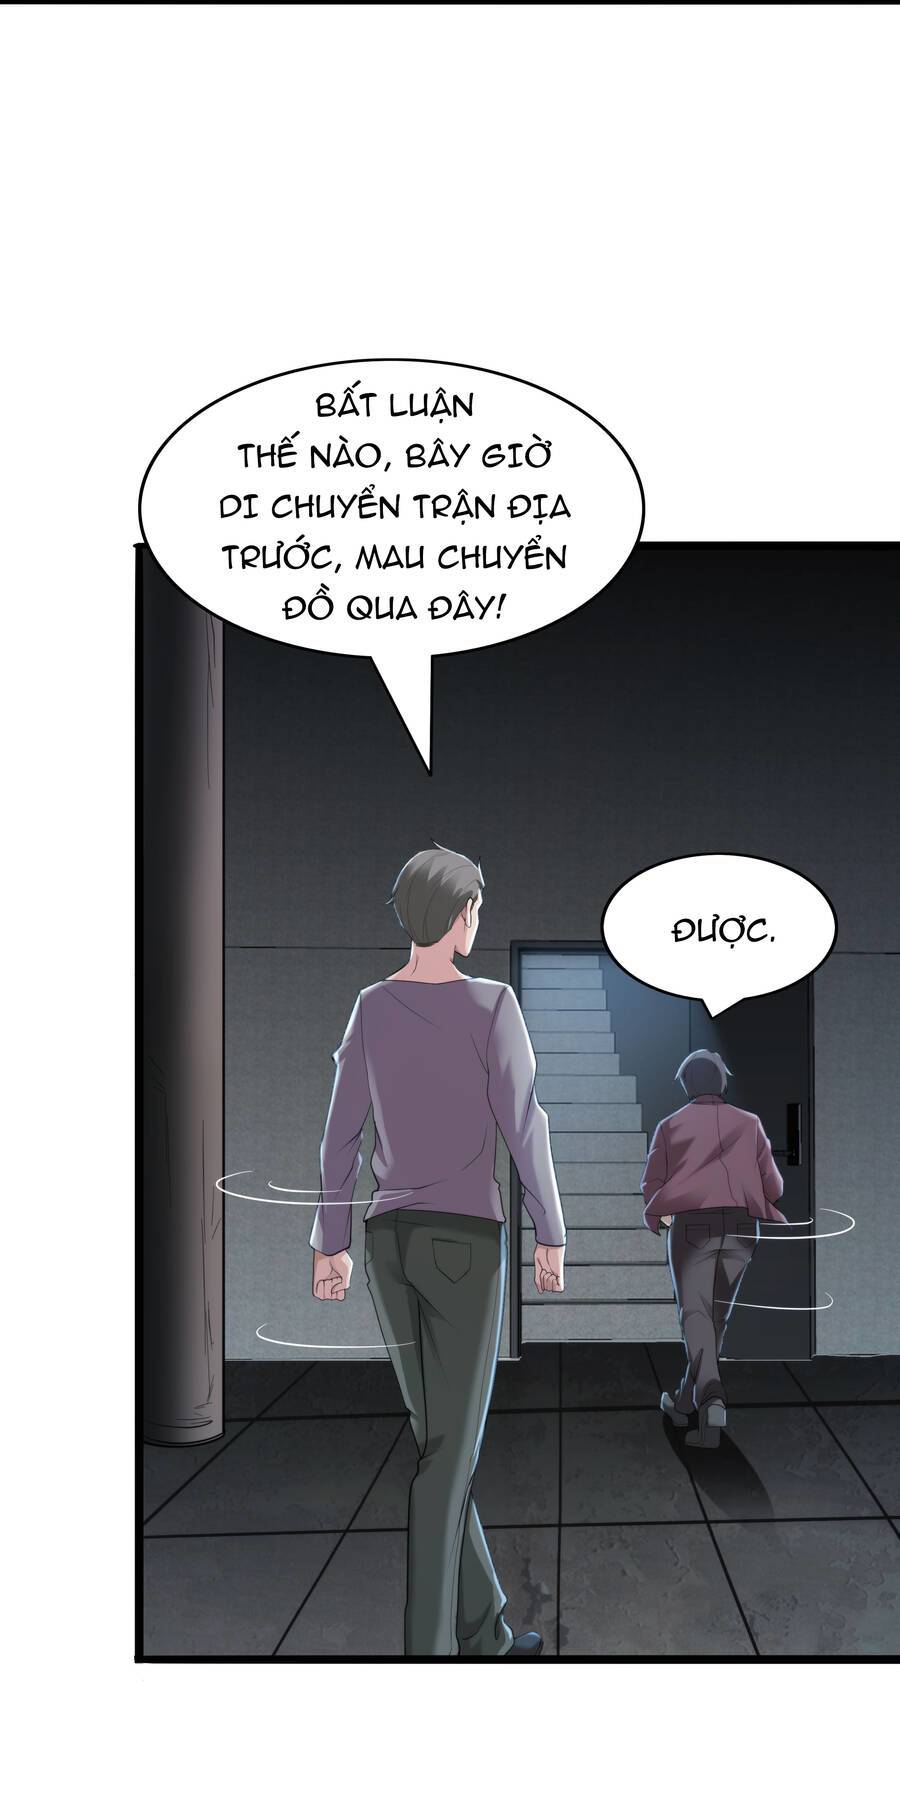 BẤT LUẬN
THẾ NÀO, BÂY GIỜ
DI CHUYỂN TRẬN ĐỊA
TRƯỚC, MAU CHUYỂN
ĐỒ QUA ĐÂY!
ĐƯỢC.